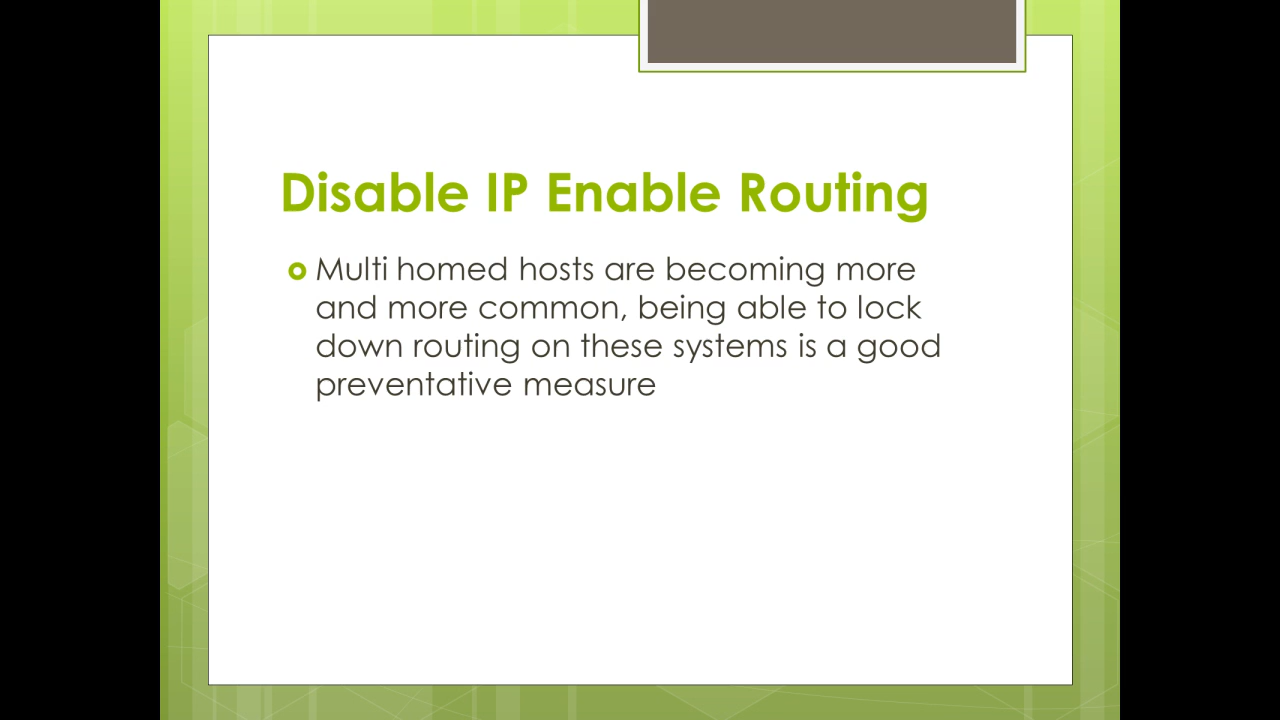 Disable IP Enable Routing
Multi homed hosts are becoming more
and more common, being able to lock
down routing on these systems is a good
preventative measure